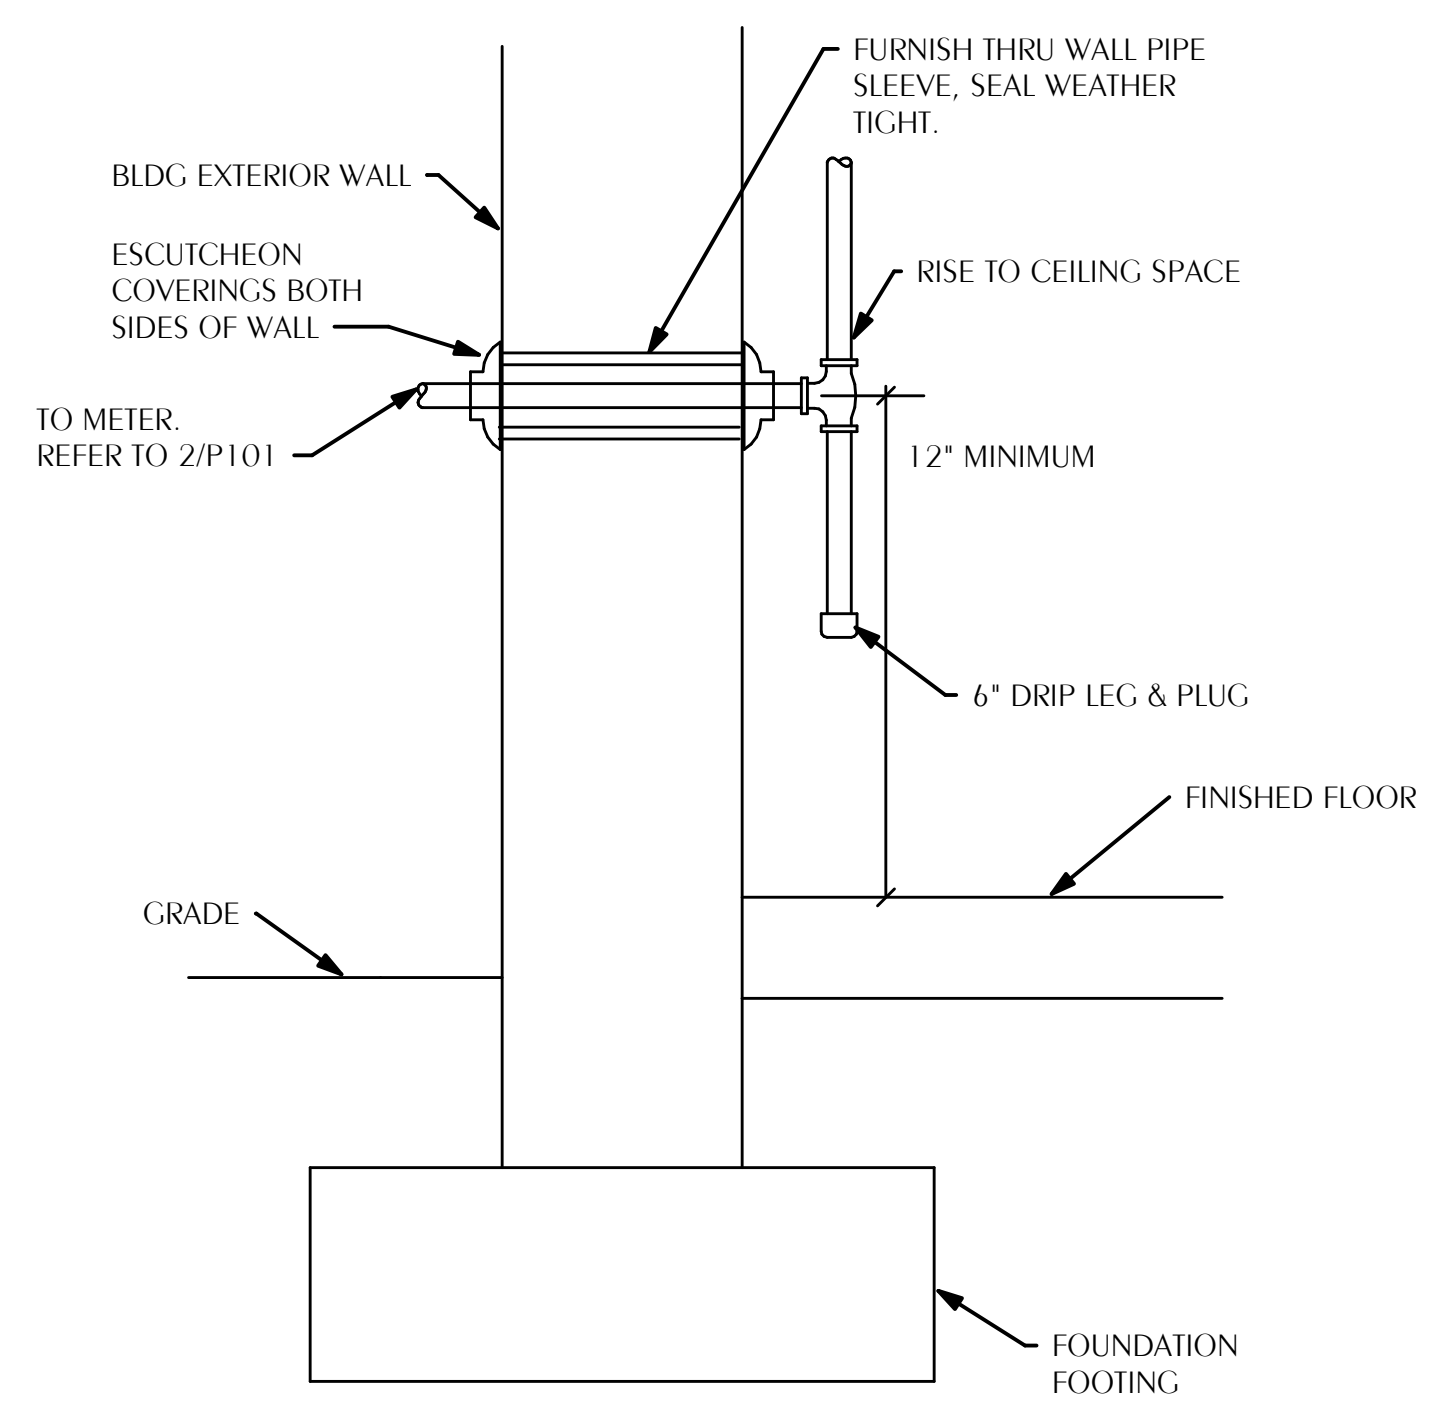 FURNISH THRU WALL PIPE
SLEEVE, SEAL WEATHER
TIGHT.
BLDG EXTERIOR WALL
ESCUTCHEON
COVERINGS BOTH
SIDES OF WALL
RISE TO CEILING SPACE
TO METER.
REFER TO 2/P101
12" MINIMUM
6" DRIP LEG & PLUG
FINISHED FLOOR
GRADE
FOUNDATION
FOOTING